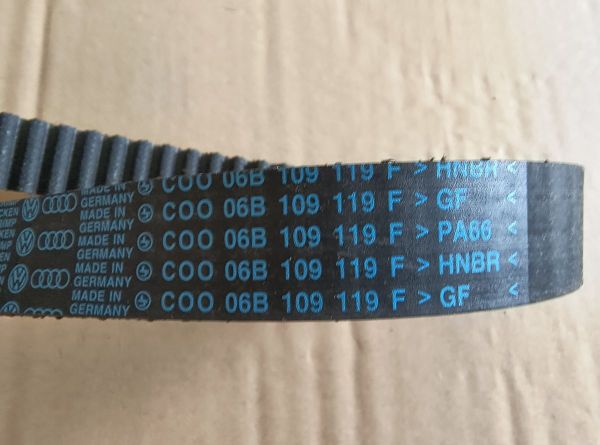 MADE IN GERMANY COO 06B 109 119 F > HNBR <
CKEN MADE IN GERMANY COO 06B 109 119 F > GF <
MADE IN GERMANY COO 06B 109 119 F > PA66 <
MADE IN GERMANY COO 06B 109 119 F > HNBR <
MADE IN GERMANY COO 06B 109 119 F > GF <